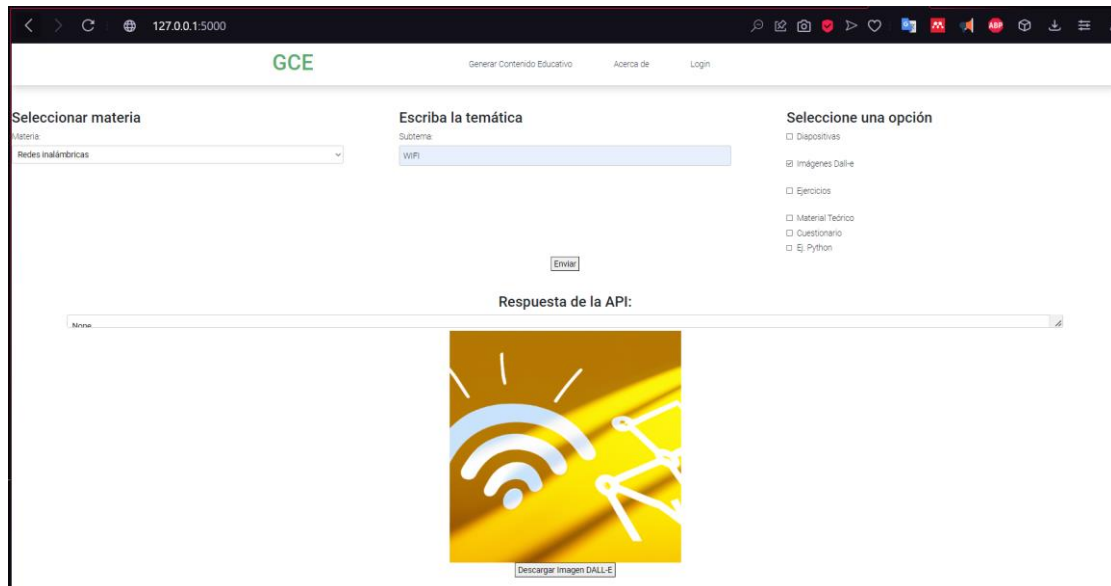 127.0.0.1:5000
ABP
GCE
Generar Contenido Educativo Acerca de Login
Seleccionar materia
Materia:
Redes Inalámbricas
Escriba la temática
Subtema:
WIFI
Seleccione una opción
Diapositivas
Imágenes Dall-e
Ejercicios
Material Teórico
Cuestionario
Ej. Python
Enviar
Respuesta de la API:
None
Descargar Imagen DALL-E